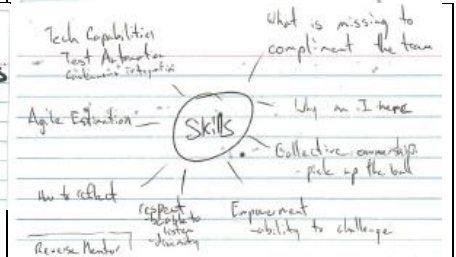 Tech Capabilities
Test Automation
Continuous integration
Agile Estimation
How to reflect
Reverse Mentor
respect
- to
listen
- diversity
Skills
What is missing to
compliment the team
Why am I here
Collective ownership
- pick up the ball
Empowerment
- ability to challenge